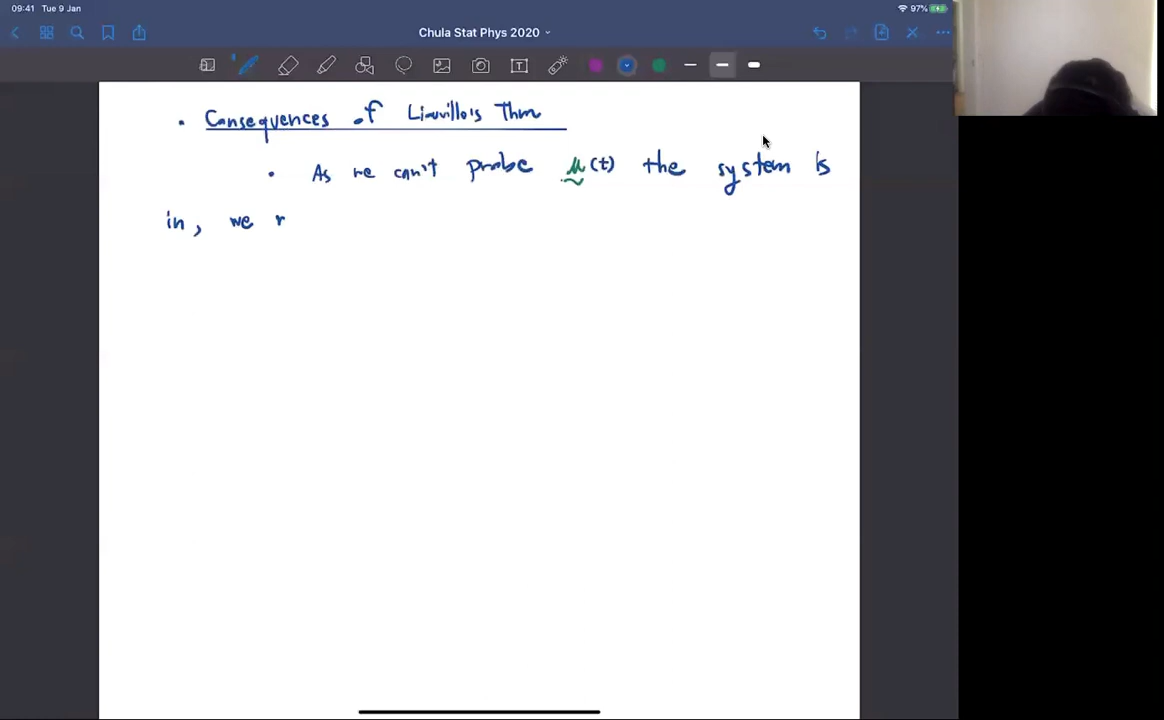 09:41 Tue 9 Jan
97%
Chula Stat Phys 2020
• Consequences of Liouville's Thm
• As we can't probe μ(t) the system is
in, we r